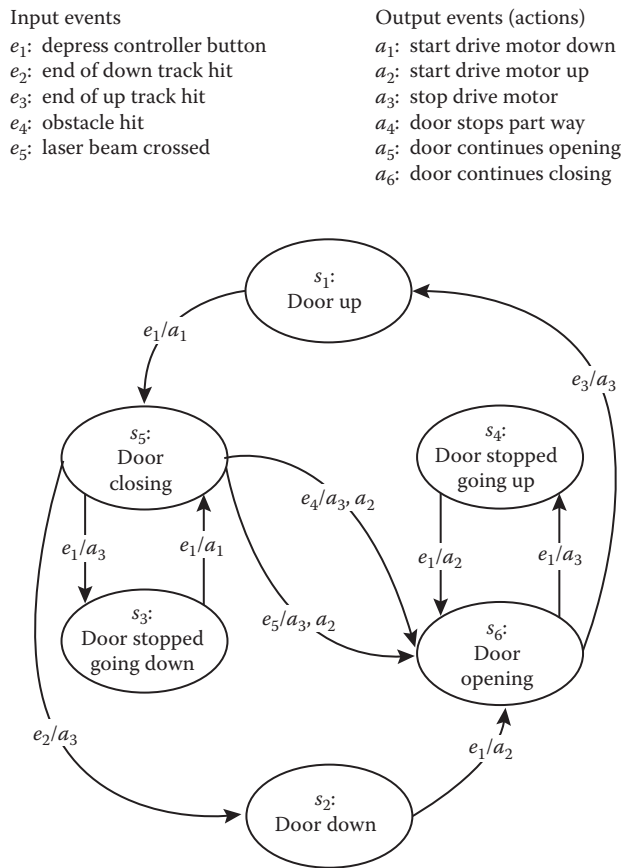 Input events
e₁: depress controller button
e₂: end of down track hit
e₃: end of up track hit
e₄: obstacle hit
e₅: laser beam crossed
Output events (actions)
a₁: start drive motor down
a₂: start drive motor up
a₃: stop drive motor
a₄: door stops part way
a₅: door continues opening
a₆: door continues closing
s₁:
Door up
e₁/a₁
e₃/a₃
s₅:
Door
closing
s₄:
Door stopped
going up
e₄/a₃, a₂
e₁/a₃
e₁/a₁
e₁/a₂
e₁/a₃
s₃:
Door stopped
going down
e₅/a₃, a₂
s₆:
Door
opening
e₂/a₃
e₁/a₂
s₂:
Door down